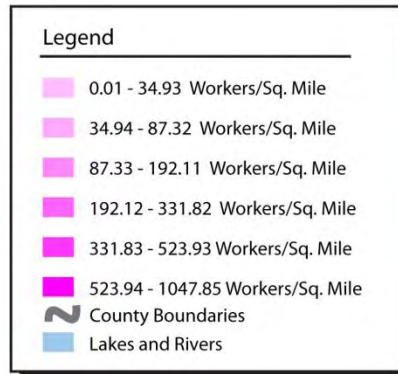 Legend
0.01 - 34.93 Workers/Sq. Mile
34.94 - 87.32 Workers/Sq. Mile
87.33 - 192.11 Workers/Sq. Mile
192.12 - 331.82 Workers/Sq. Mile
331.83 - 523.93 Workers/Sq. Mile
523.94 - 1047.85 Workers/Sq. Mile
County Boundaries
Lakes and Rivers